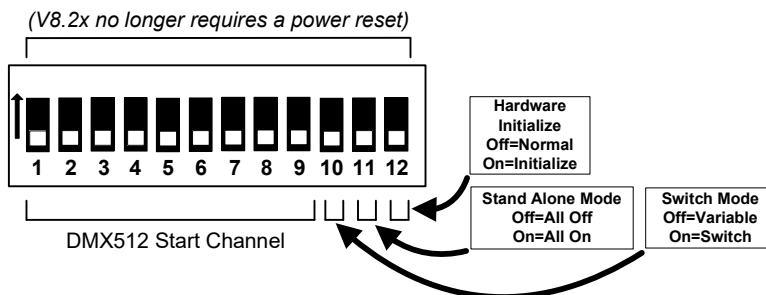 (V8.2x no longer requires a power reset)
1 2 3 4 5 6 7 8 9 10 11 12
DMX512 Start Channel
Hardware
Initialize
Off=Normal
On=Initialize
Stand Alone Mode
Off=All Off
On=All On
Switch Mode
Off=Variable
On=Switch